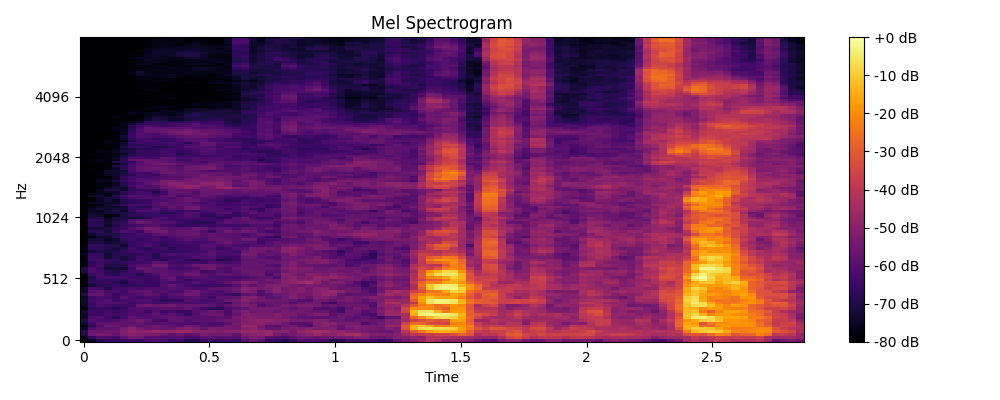 Mel Spectrogram
+0 dB
-10 dB
-20 dB
-30 dB
-40 dB
-50 dB
-60 dB
-70 dB
-80 dB
Hz
4096
2048
1024
512
0
0 0.5 1 1.5 2 2.5
Time